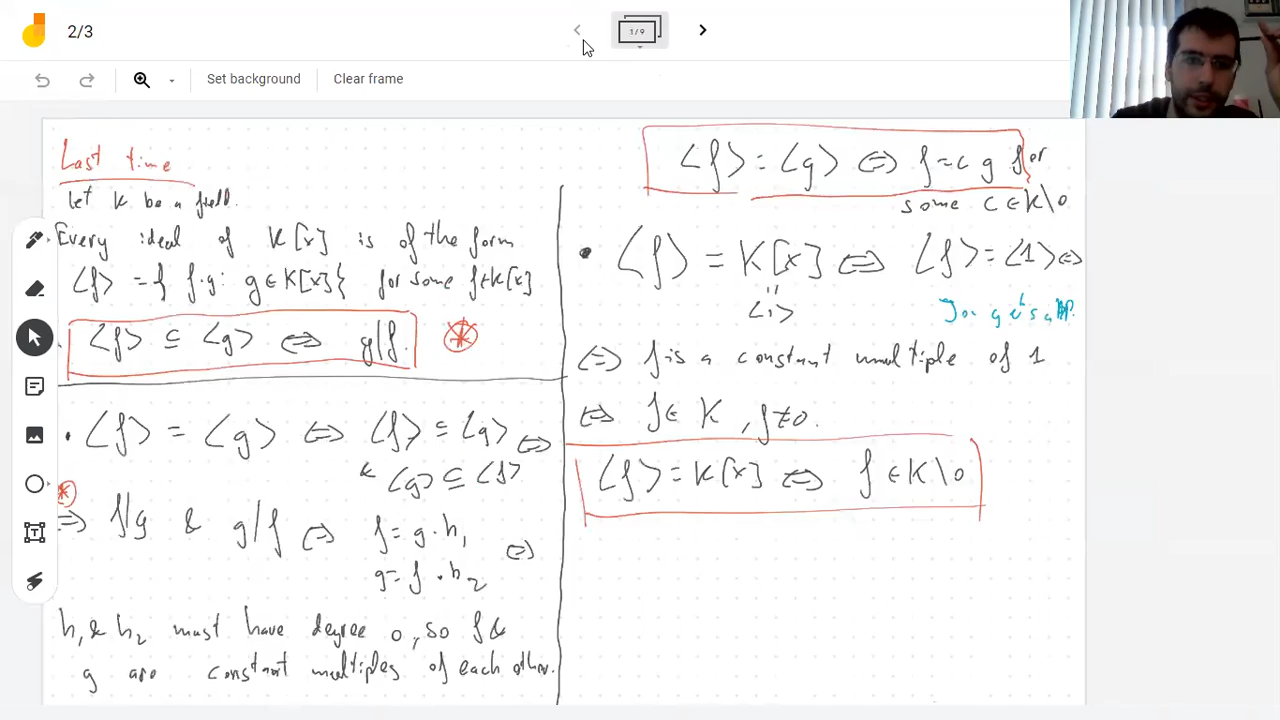 2/3
1/9
Set background
Clear frame
Last time
let K be a field.
Every ideal of K[x] is of the form
⟨f⟩ = { f·g : g∈K[x]} for some f∈K[x]
⟨f⟩ ⊆ ⟨g⟩ ⇔ g|f. ⊛
• ⟨f⟩ = ⟨g⟩ ⇔ ⟨f⟩ ⊆ ⟨g⟩ ⇔
& ⟨g⟩ ⊆ ⟨f⟩
⊛
⇔ f|g & g|f ⇔ f = g·h₁
g = f·h₂ ⇔
h₁ & h₂ must have degree 0, so f &
g are constant multiples of each other.
⟨f⟩ = ⟨g⟩ ⇔ f = c g for
some c∈K\0
• ⟨f⟩ = K[x] ⇔ ⟨f⟩ = ⟨1⟩ ⇔
=
⟨1⟩
⇔ f is a constant multiple of 1
⇔ f∈ K, f≠0.
⟨f⟩ = K[x] ⇔ f ∈ K\0